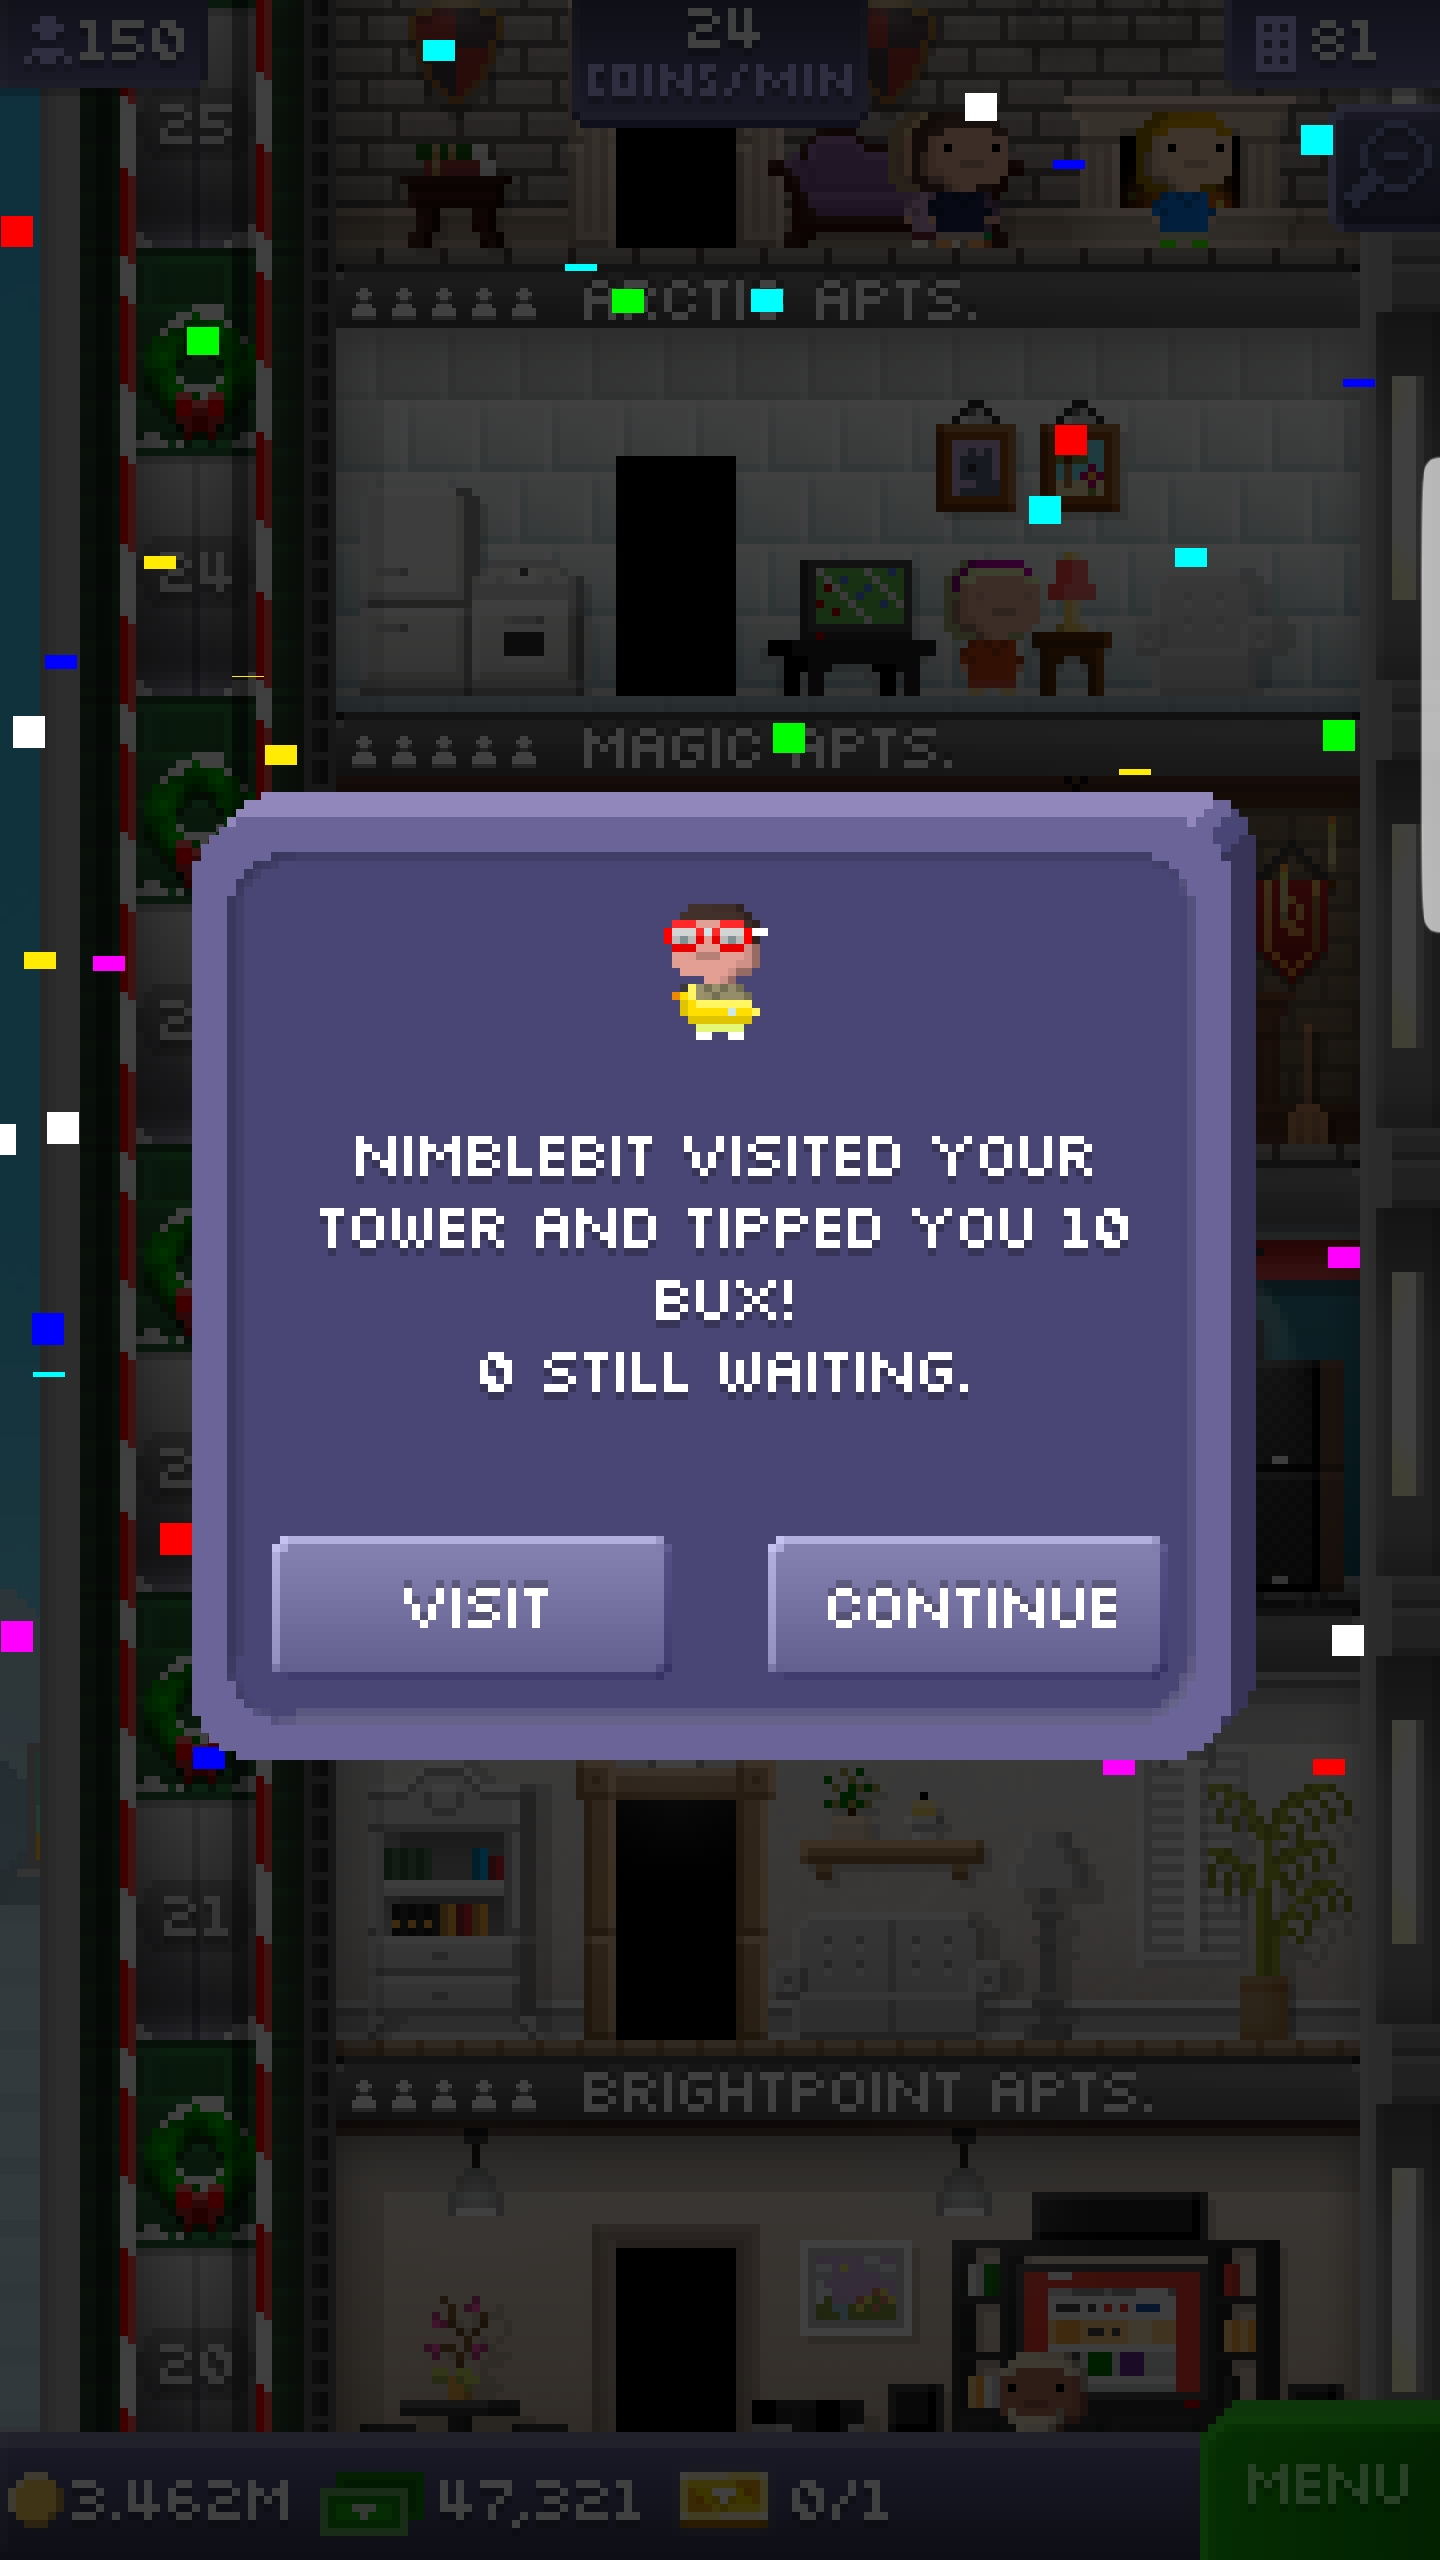 150
24
COINS/MIN
81
25
ARCTIC APTS.
24
MAGIC APTS.
NIMBLEBIT VISITED YOUR
TOWER AND TIPPED YOU 10
BUX!
0 STILL WAITING.
VISIT
CONTINUE
21
BRIGHTPOINT APTS.
20
3.462M
47,321
0/1
MENU